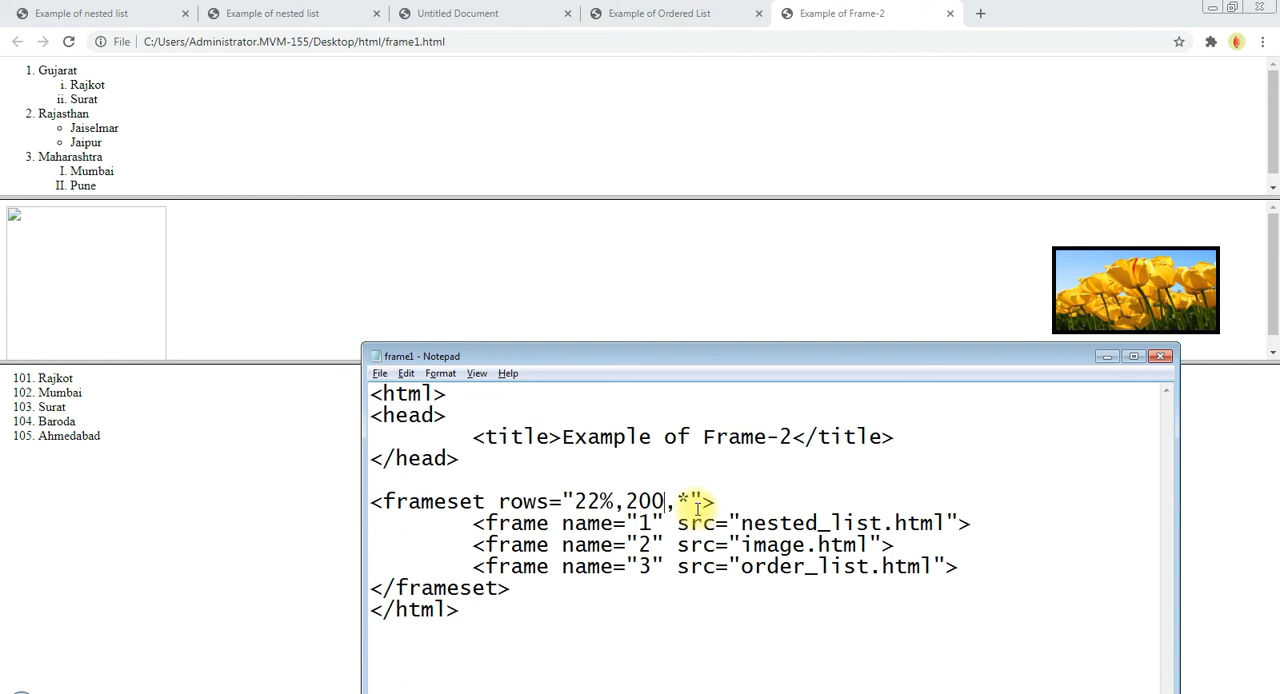 Example of nested list
Example of nested list
Untitled Document
Example of Ordered List
Example of Frame-2
File C:/Users/Administrator.MVM-155/Desktop/html/frame1.html
1. Gujarat
i. Rajkot
ii. Surat
2. Rajasthan
Jaiselmar
Jaipur
3. Maharashtra
I. Mumbai
II. Pune
101. Rajkot
102. Mumbai
103. Surat
104. Baroda
105. Ahmedabad
frame1 - Notepad
File Edit Format View Help
<html>
<head>
<title>Example of Frame-2</title>
</head>
<frameset rows="22%,200,*">
<frame name="1" src="nested_list.html">
<frame name="2" src="image.html">
<frame name="3" src="order_list.html">
</frameset>
</html>